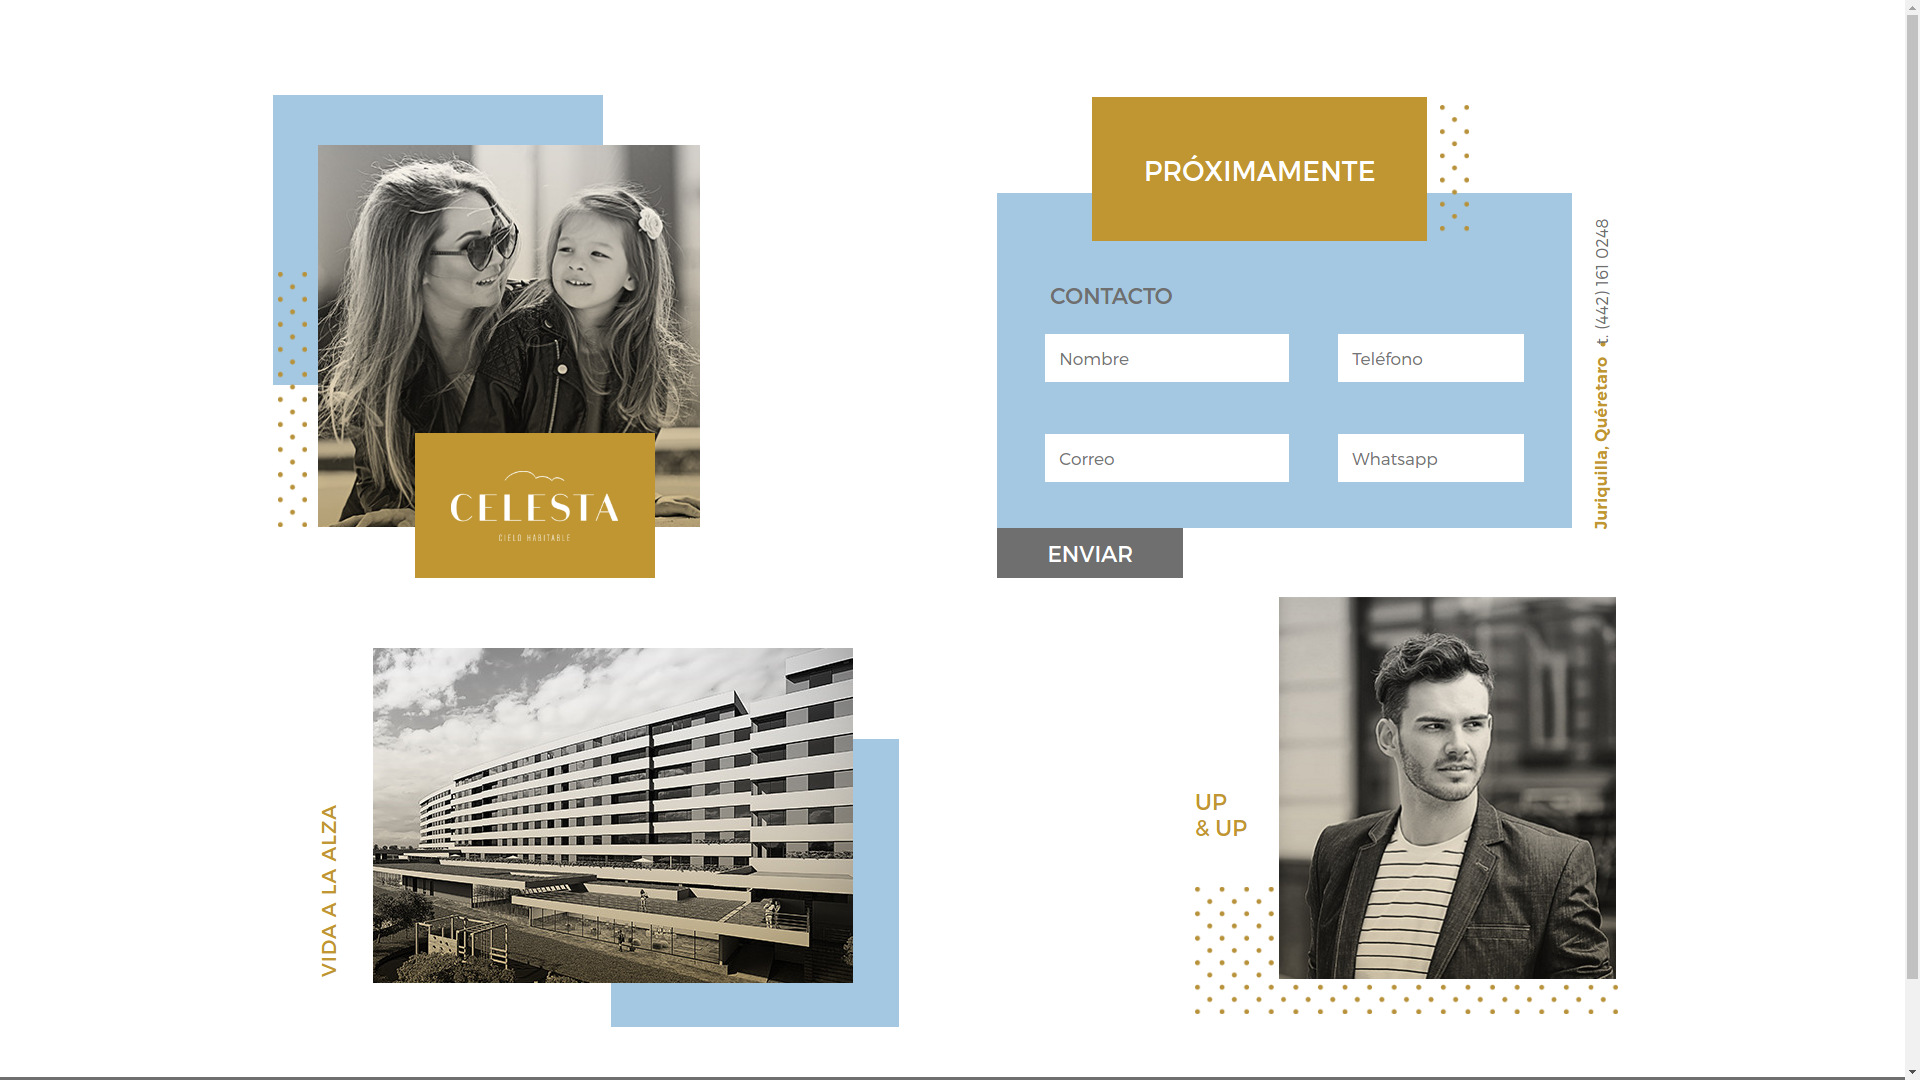 CELESTA
CIELO HABITABLE
PRÓXIMAMENTE
CONTACTO
Nombre
Teléfono
Correo
Whatsapp
ENVIAR
Juriquilla, Quéretaro • t. (442) 161 0248
VIDA A LA ALZA
UP
& UP